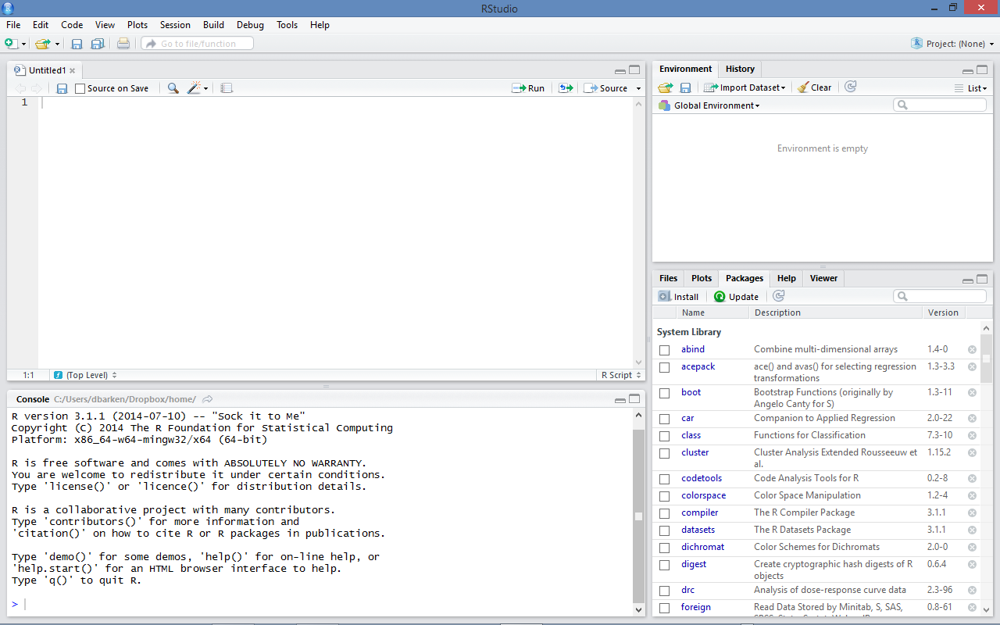 RStudio
File Edit Code View Plots Session Build Debug Tools Help
Go to file/function
Project: (None)
Untitled1
Source on Save
Run
Source
1
1:1
(Top Level)
R Script
Console C:/Users/dbarken/Dropbox/home/
R version 3.1.1 (2014-07-10) -- "Sock it to Me"
Copyright (C) 2014 The R Foundation for Statistical Computing
Platform: x86_64-w64-mingw32/x64 (64-bit)
R is free software and comes with ABSOLUTELY NO WARRANTY.
You are welcome to redistribute it under certain conditions.
Type 'license()' or 'licence()' for distribution details.
R is a collaborative project with many contributors.
Type 'contributors()' for more information and
'citation()' on how to cite R or R packages in publications.
Type 'demo()' for some demos, 'help()' for on-line help, or
'help.start()' for an HTML browser interface to help.
Type 'q()' to quit R.
>
Environment History
Import Dataset Clear List
Global Environment
Environment is empty
Files Plots Packages Help Viewer
Install Update
Name Description Version
System Library
abind Combine multi-dimensional arrays 1.4-0
acepack ace() and avas() for selecting regression 1.3-3.3
transformations
boot Bootstrap Functions (originally by 1.3-11
Angelo Canty for S)
car Companion to Applied Regression 2.0-22
class Functions for Classification 7.3-10
cluster Cluster Analysis Extended Rousseeuw et 1.15.2
al.
codetools Code Analysis Tools for R 0.2-8
colorspace Color Space Manipulation 1.2-4
compiler The R Compiler Package 3.1.1
datasets The R Datasets Package 3.1.1
dichromat Color Schemes for Dichromats 2.0-0
digest Create cryptographic hash digests of R 0.6.4
objects
drc Analysis of dose-response curve data 2.3-96
foreign Read Data Stored by Minitab, S, SAS, 0.8-61